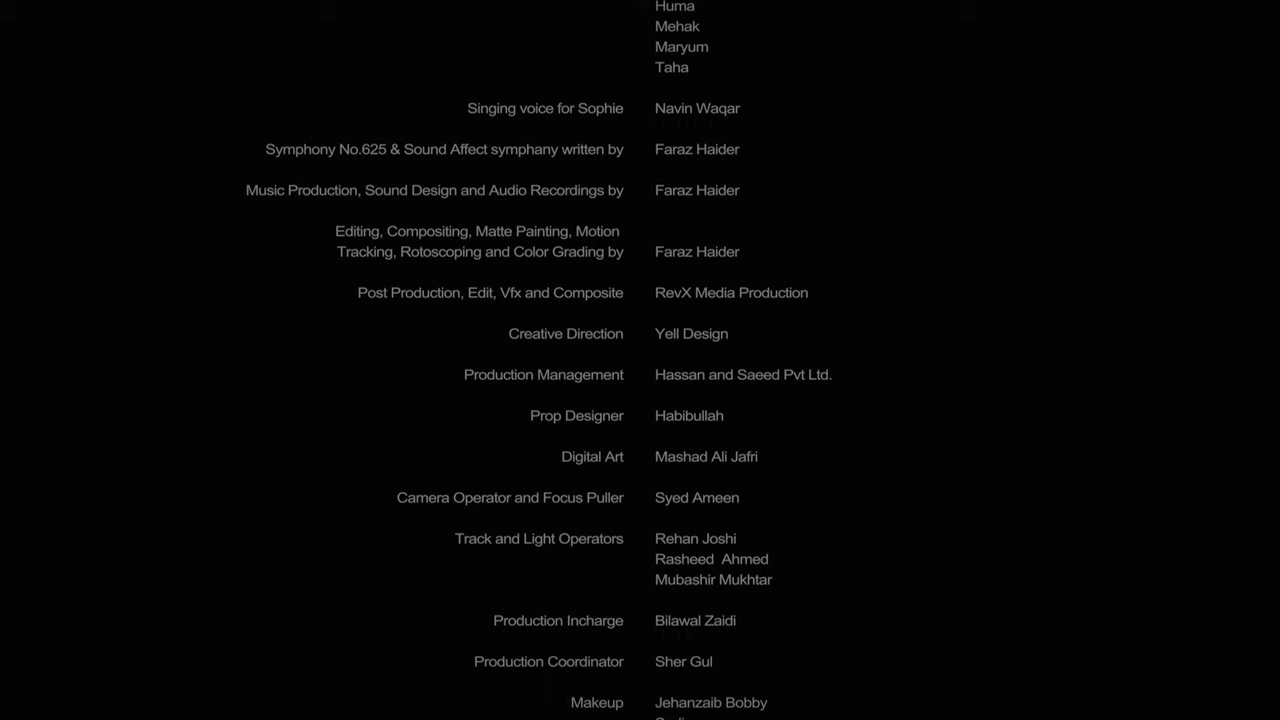 Huma
Mehak
Maryum
Taha
Singing voice for Sophie Navin Waqar
Symphony No.625 & Sound Affect symphany written by Faraz Haider
Music Production, Sound Design and Audio Recordings by Faraz Haider
Editing, Compositing, Matte Painting, Motion
Tracking, Rotoscoping and Color Grading by Faraz Haider
Post Production, Edit, Vfx and Composite RevX Media Production
Creative Direction Yell Design
Production Management Hassan and Saeed Pvt Ltd.
Prop Designer Habibullah
Digital Art Mashad Ali Jafri
Camera Operator and Focus Puller Syed Ameen
Track and Light Operators Rehan Joshi
Rasheed Ahmed
Mubashir Mukhtar
Production Incharge Bilawal Zaidi
Production Coordinator Sher Gul
Makeup Jehanzaib Bobby